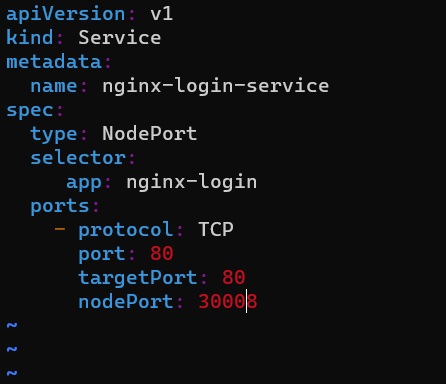 apiVersion: v1
kind: Service
metadata:
  name: nginx-login-service
spec:
  type: NodePort
  selector:
     app: nginx-login
  ports:
    - protocol: TCP
      port: 80
      targetPort: 80
      nodePort: 30008
~
~
~